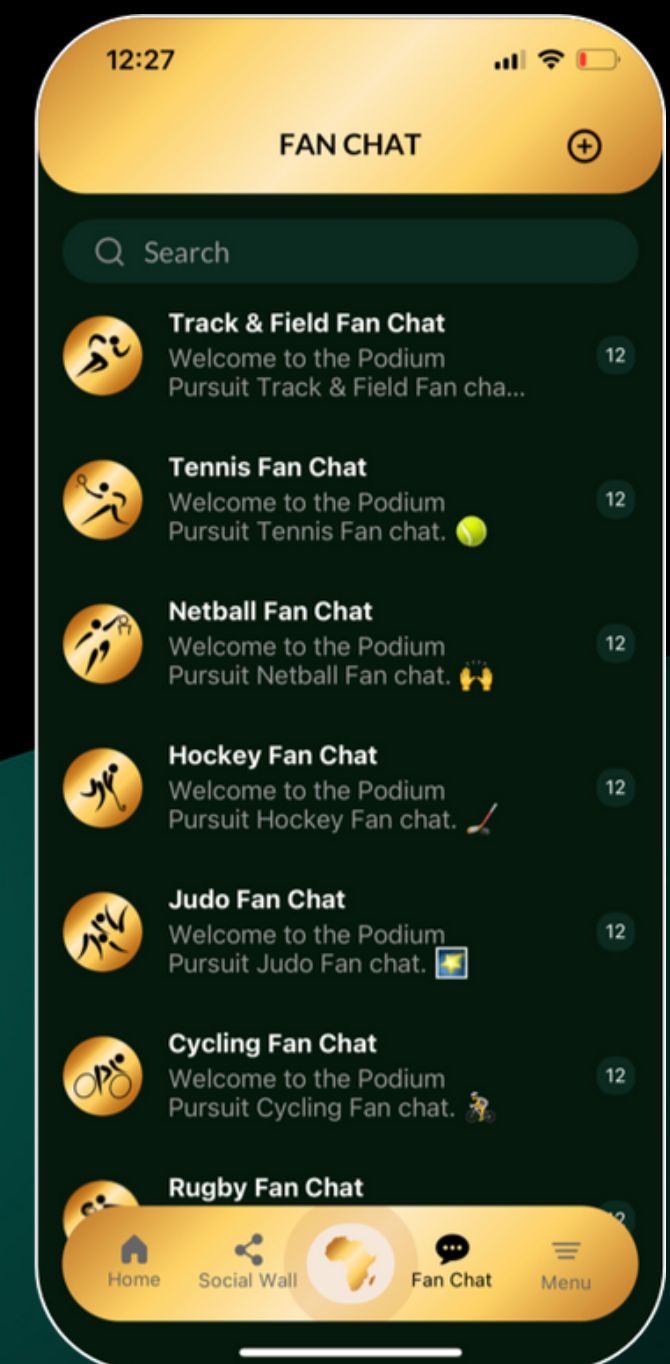 12:27
FAN CHAT
Search
Track & Field Fan Chat
Welcome to the Podium
Pursuit Track & Field Fan cha...
12
Tennis Fan Chat
Welcome to the Podium
Pursuit Tennis Fan chat. 🎾
12
Netball Fan Chat
Welcome to the Podium
Pursuit Netball Fan chat. 🙌
12
Hockey Fan Chat
Welcome to the Podium
Pursuit Hockey Fan chat. 🏒
12
Judo Fan Chat
Welcome to the Podium
Pursuit Judo Fan chat.
12
Cycling Fan Chat
Welcome to the Podium
Pursuit Cycling Fan chat. 🚴
12
Rugby Fan Chat
Home
Social Wall
Fan Chat
Menu